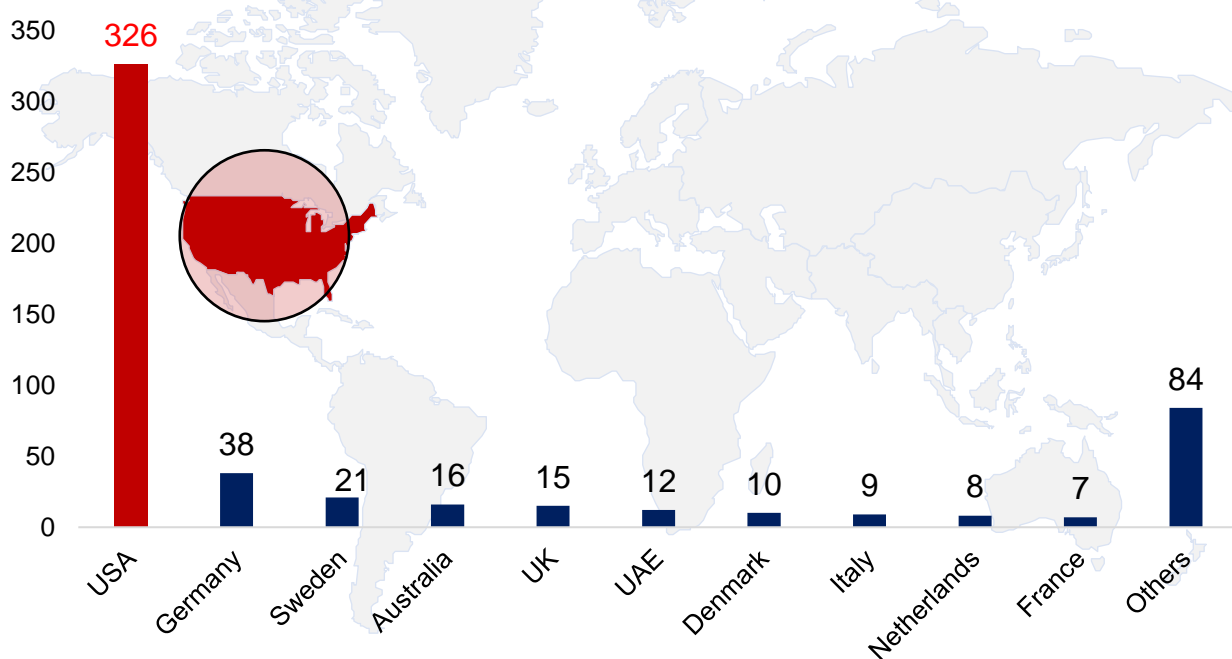 350
300
250
200
150
100
50
0
326
38
21
16
15
12
10
9
8
7
84
USA
Germany
Sweden
Australia
UK
UAE
Denmark
Italy
Netherlands
France
Others